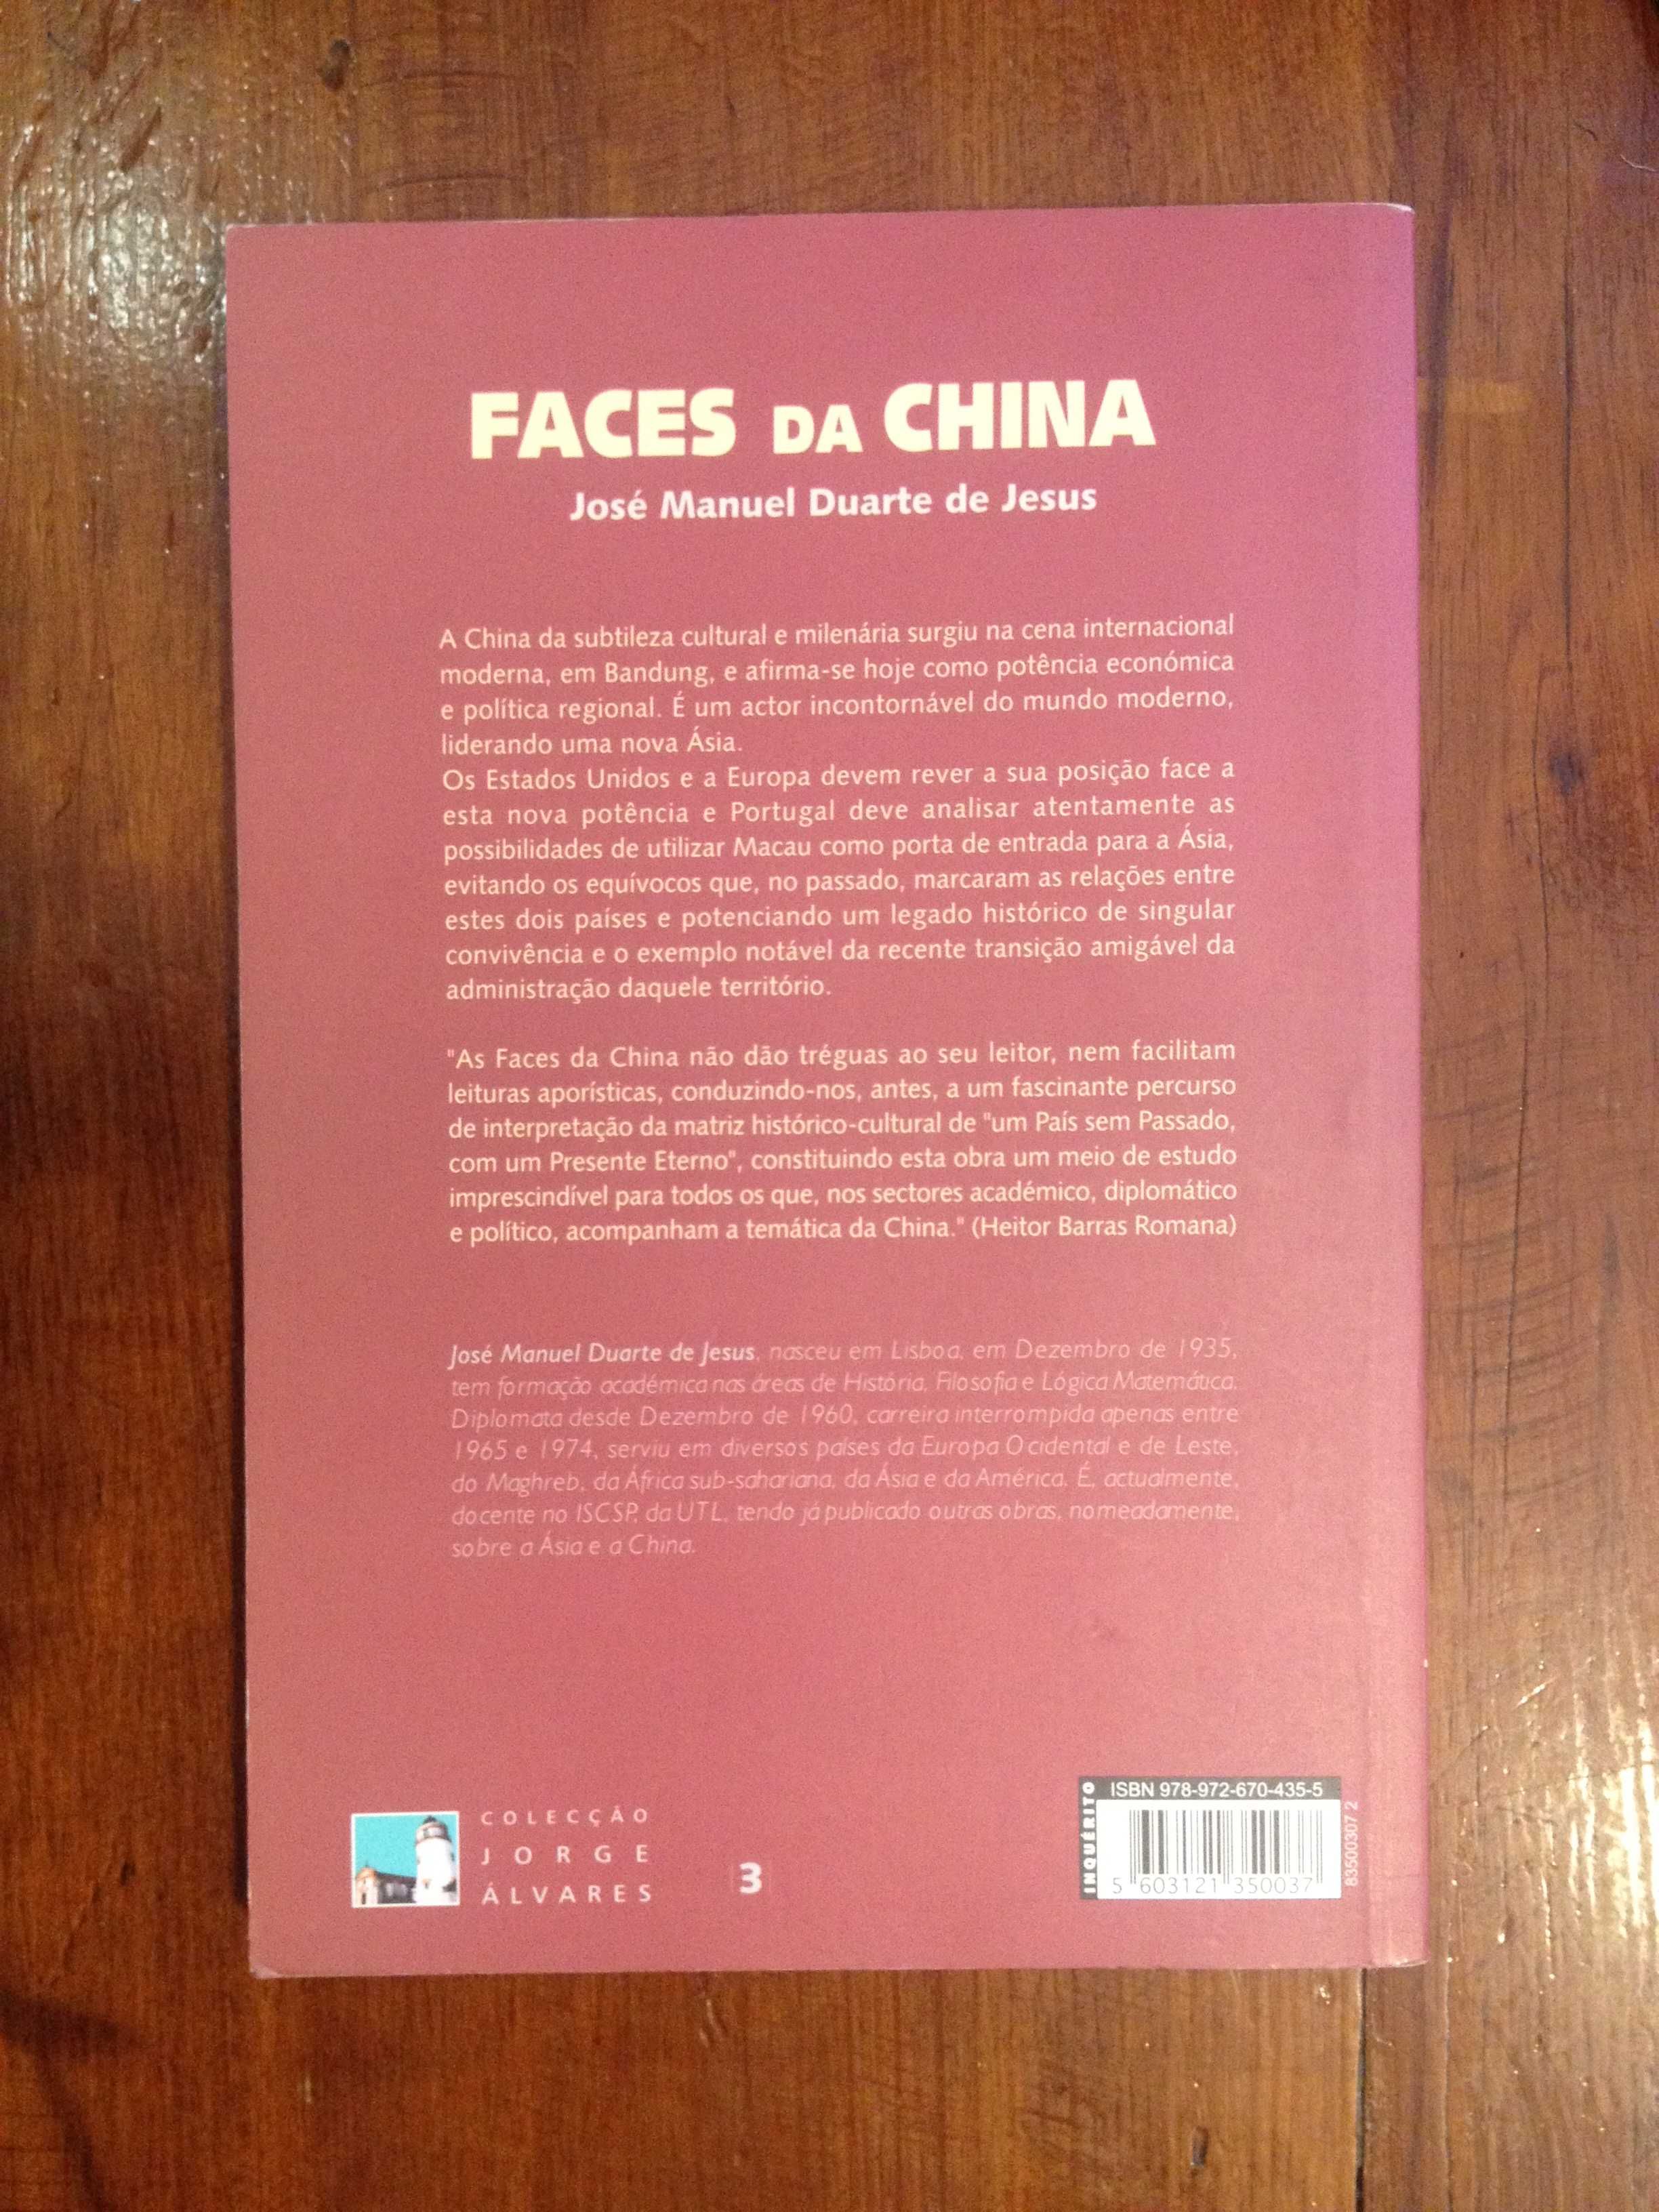 FACES DA CHINA
José Manuel Duarte de Jesus
A China da subtileza cultural e milenária surgiu na cena internacional
moderna, em Bandung, e afirma-se hoje como potência económica
e política regional. É um actor incontornável do mundo moderno,
liderando uma nova Ásia.
Os Estados Unidos e a Europa devem rever a sua posição face a
esta nova potência e Portugal deve analisar atentamente as
possibilidades de utilizar Macau como porta de entrada para a Ásia,
evitando os equívocos que, no passado, marcaram as relações entre
estes dois países e potenciando um legado histórico de singular
convivência e o exemplo notável da recente transição amigável da
administração daquele território.
"As Faces da China não dão tréguas ao seu leitor, nem facilitam
leituras aporísticas, conduzindo-nos, antes, a um fascinante percurso
de interpretação da matriz histórico-cultural de "um País sem Passado,
com um Presente Eterno", constituindo esta obra um meio de estudo
imprescindível para todos os que, nos sectores académico, diplomático
e político, acompanham a temática da China." (Heitor Barras Romana)
José Manuel Duarte de Jesus, nasceu em Lisboa, em Dezembro de 1935,
tem formação académica nas áreas de História, Filosofia e Lógica Matemática.
Diplomata desde Dezembro de 1960, carreira interrompida apenas entre
1965 e 1974, serviu em diversos países da Europa Ocidental e de Leste,
do Maghreb, da África sub-sahariana, da Ásia e da América. É, actualmente,
docente no ISCSP, da UTL, tendo já publicado outras obras, nomeadamente,
sobre a Ásia e a China.
COLECÇÃO
JORGE
ÁLVARES
3
INQUÉRITO
ISBN 978-972-670-435-5
5 603121 350037
83500307 2